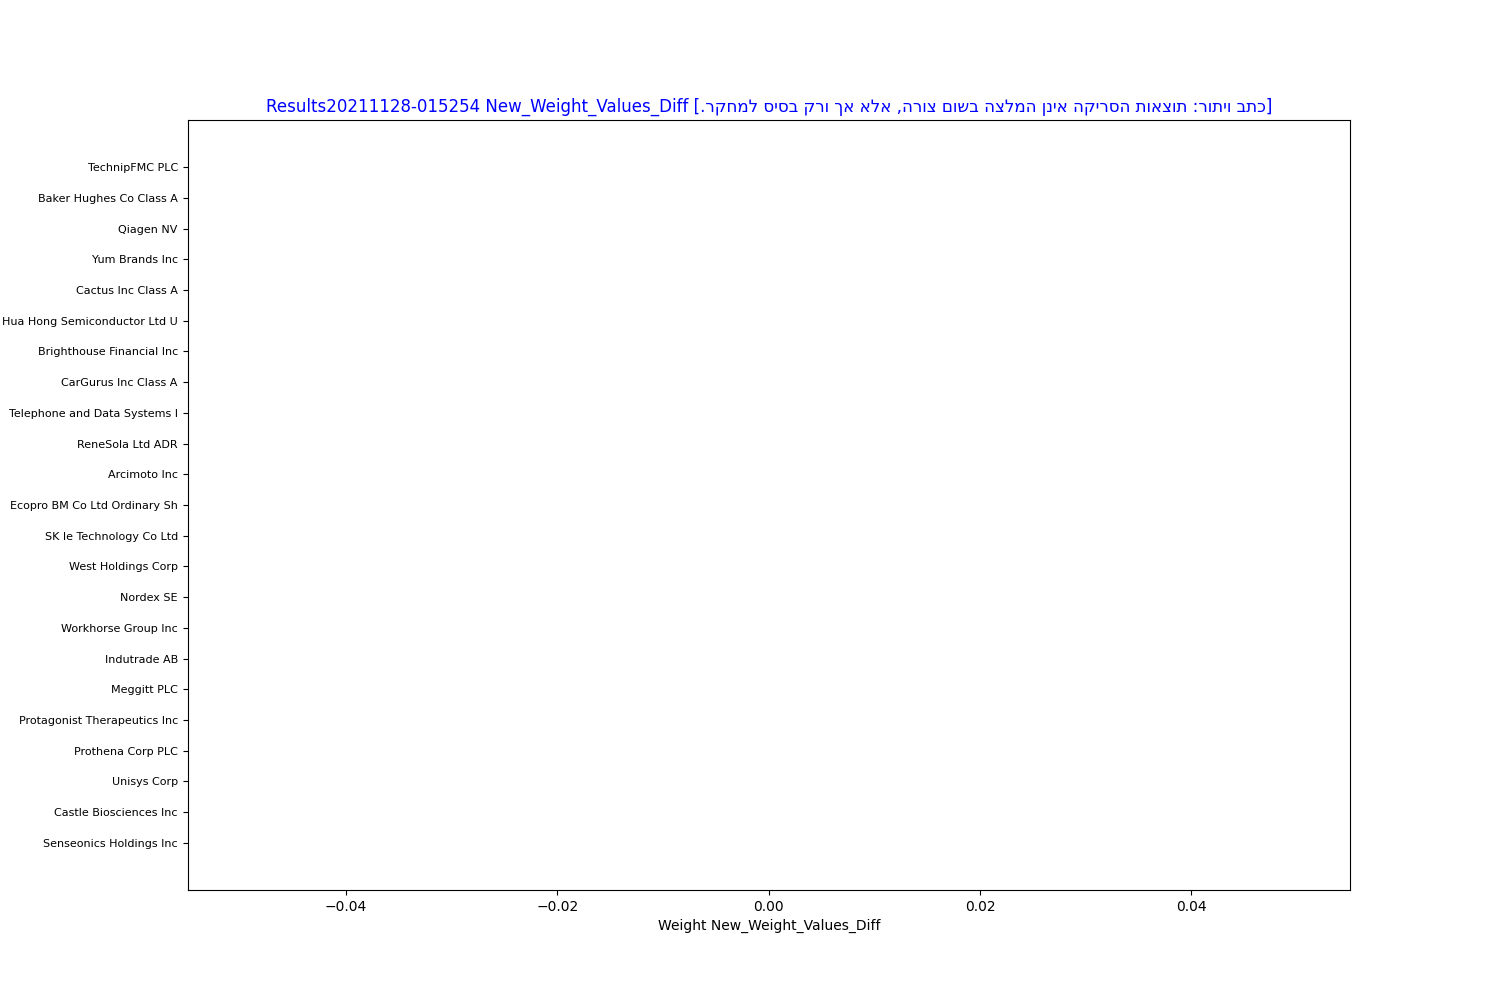 Results20211128-015254 New_Weight_Values_Diff [כתב ויתור: תוצאות הסריקה אינן המלצה בשום צורה, אלא אך ורק בסיס למחקר.]
TechnipFMC PLC
Baker Hughes Co Class A
Qiagen NV
Yum Brands Inc
Cactus Inc Class A
Hua Hong Semiconductor Ltd U
Brighthouse Financial Inc
CarGurus Inc Class A
Telephone and Data Systems I
ReneSola Ltd ADR
Arcimoto Inc
Ecopro BM Co Ltd Ordinary Sh
SK Ie Technology Co Ltd
West Holdings Corp
Nordex SE
Workhorse Group Inc
Indutrade AB
Meggitt PLC
Protagonist Therapeutics Inc
Prothena Corp PLC
Unisys Corp
Castle Biosciences Inc
Senseonics Holdings Inc
−0.04 −0.02 0.00 0.02 0.04
Weight New_Weight_Values_Diff